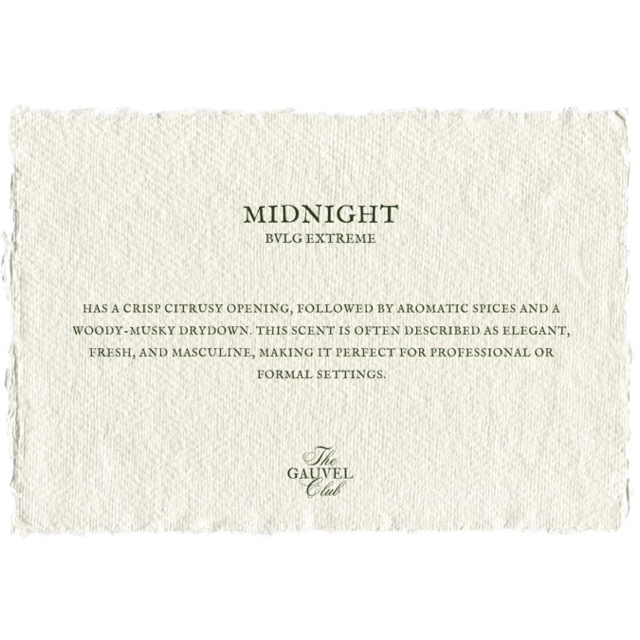 MIDNIGHT
BVLG EXTREME
HAS A CRISP CITRUSY OPENING, FOLLOWED BY AROMATIC SPICES AND A
WOODY-MUSKY DRYDOWN. THIS SCENT IS OFTEN DESCRIBED AS ELEGANT,
FRESH, AND MASCULINE, MAKING IT PERFECT FOR PROFESSIONAL OR
FORMAL SETTINGS.
The
GAUVEL
Club